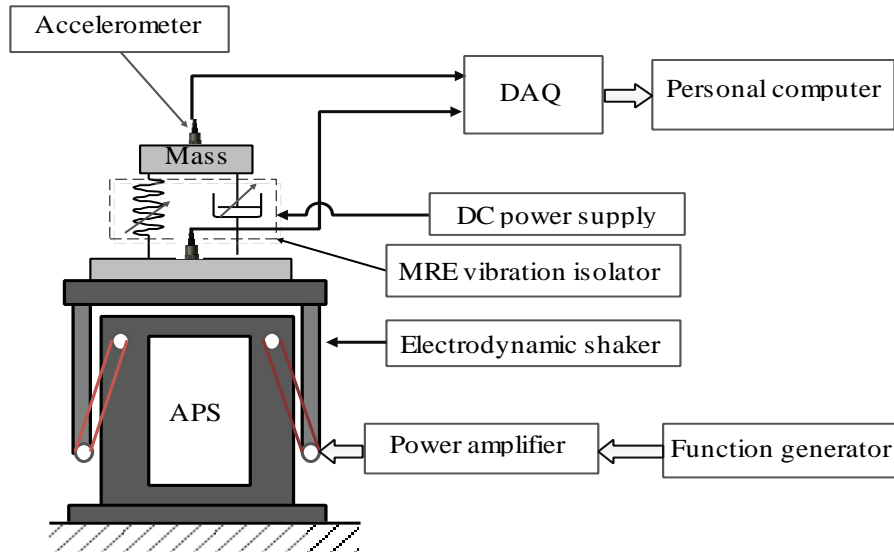 Accelerometer
DAQ
Personal computer
Mass
DC power supply
MRE vibration isolator
Electrodynamic shaker
APS
Power amplifier
Function generator